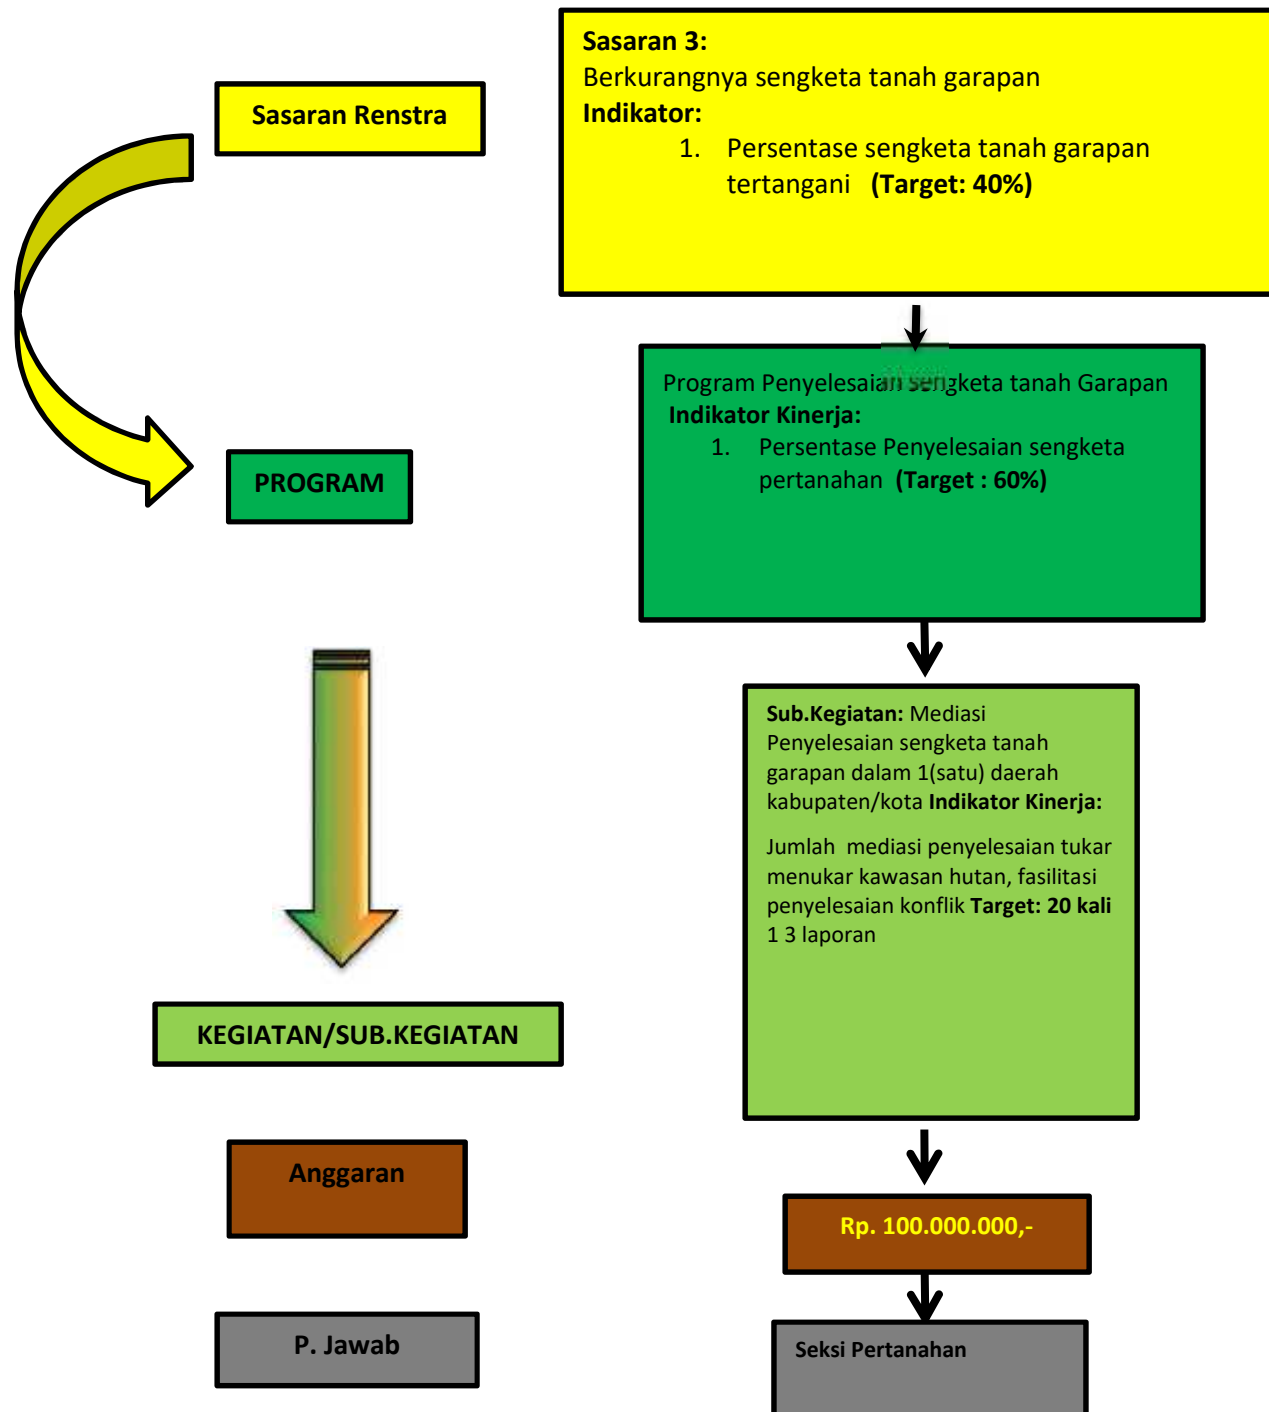 Sasaran Renstra
Sasaran 3:
Berkurangnya sengketa tanah garapan
Indikator:
1. Persentase sengketa tanah garapan
tertangani (Target: 40%)
PROGRAM
Program Penyelesaian sengketa tanah Garapan
Indikator Kinerja:
1. Persentase Penyelesaian sengketa
pertanahan (Target : 60%)
KEGIATAN/SUB.KEGIATAN
Sub.Kegiatan: Mediasi
Penyelesaian sengketa tanah
garapan dalam 1(satu) daerah
kabupaten/kota Indikator Kinerja:
Jumlah mediasi penyelesaian tukar
menukar kawasan hutan, fasilitasi
penyelesaian konflik Target: 20 kali
1 3 laporan
Anggaran
Rp. 100.000.000,-
P. Jawab
Seksi Pertanahan